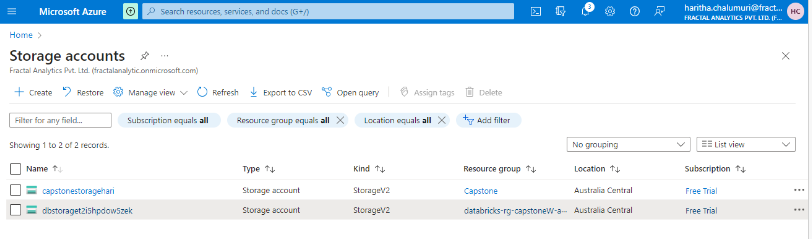 Microsoft Azure
Search resources, services, and docs (G+/)
3
haritha.chalumuri@fract...
FRACTAL ANALYTICS PVT. LTD. (F...
HC
Home
Storage accounts
Fractal Analytics Pvt. Ltd. (fractalanalytic.onmicrosoft.com)
Create Restore Manage view Refresh Export to CSV Open query Assign tags Delete
Filter for any field... Subscription equals all Resource group equals all Location equals all Add filter
Showing 1 to 2 of 2 records.
No grouping List view
Name Type Kind Resource group Location Subscription
capstonestoragehari Storage account StorageV2 Capstone Australia Central Free Trial
Storage account StorageV2 databricks-rg-capstoneW-a... Australia Central Free Trial